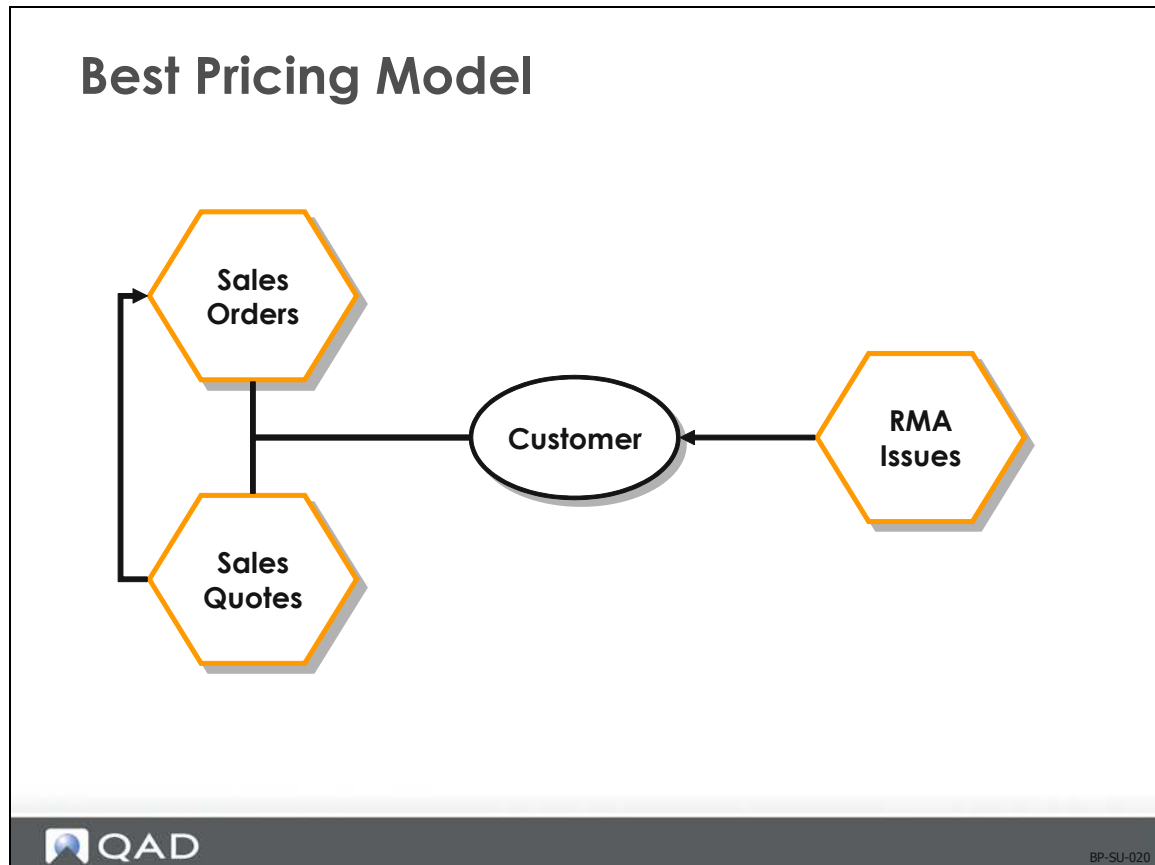 Best Pricing Model
Sales
Orders
Customer
RMA
Issues
Sales
Quotes
QAD
BP-SU-020